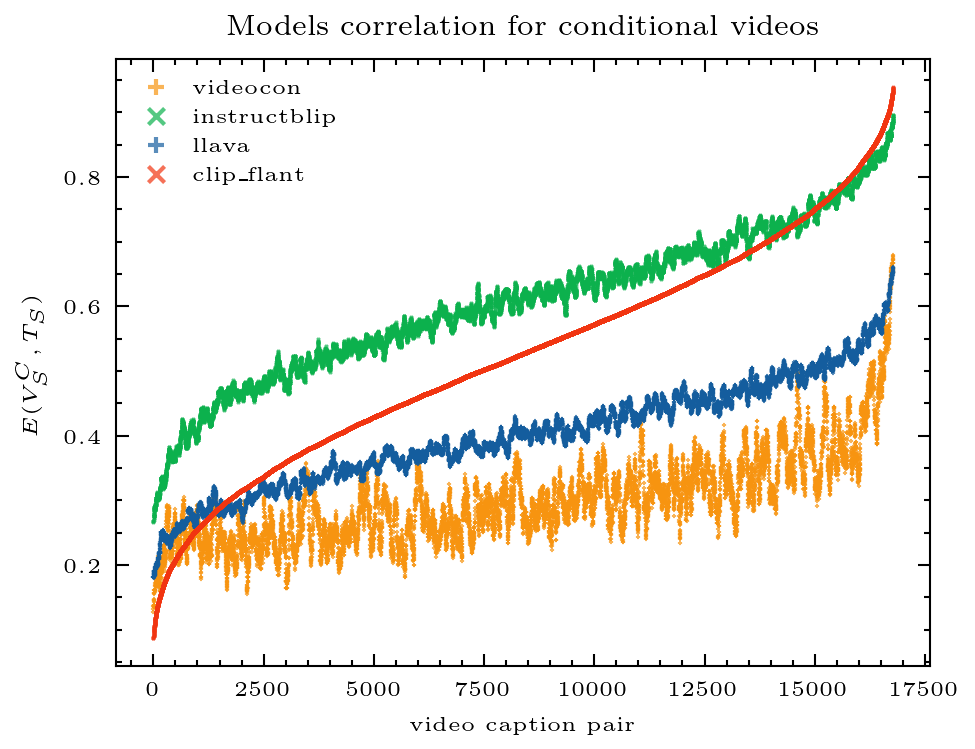 Models correlation for conditional videos
videocon
instructblip
llava
clip_flant
0.8
0.6
0.4
0.2
E(V_S^C, T_S)
0 2500 5000 7500 10000 12500 15000 17500
video caption pair